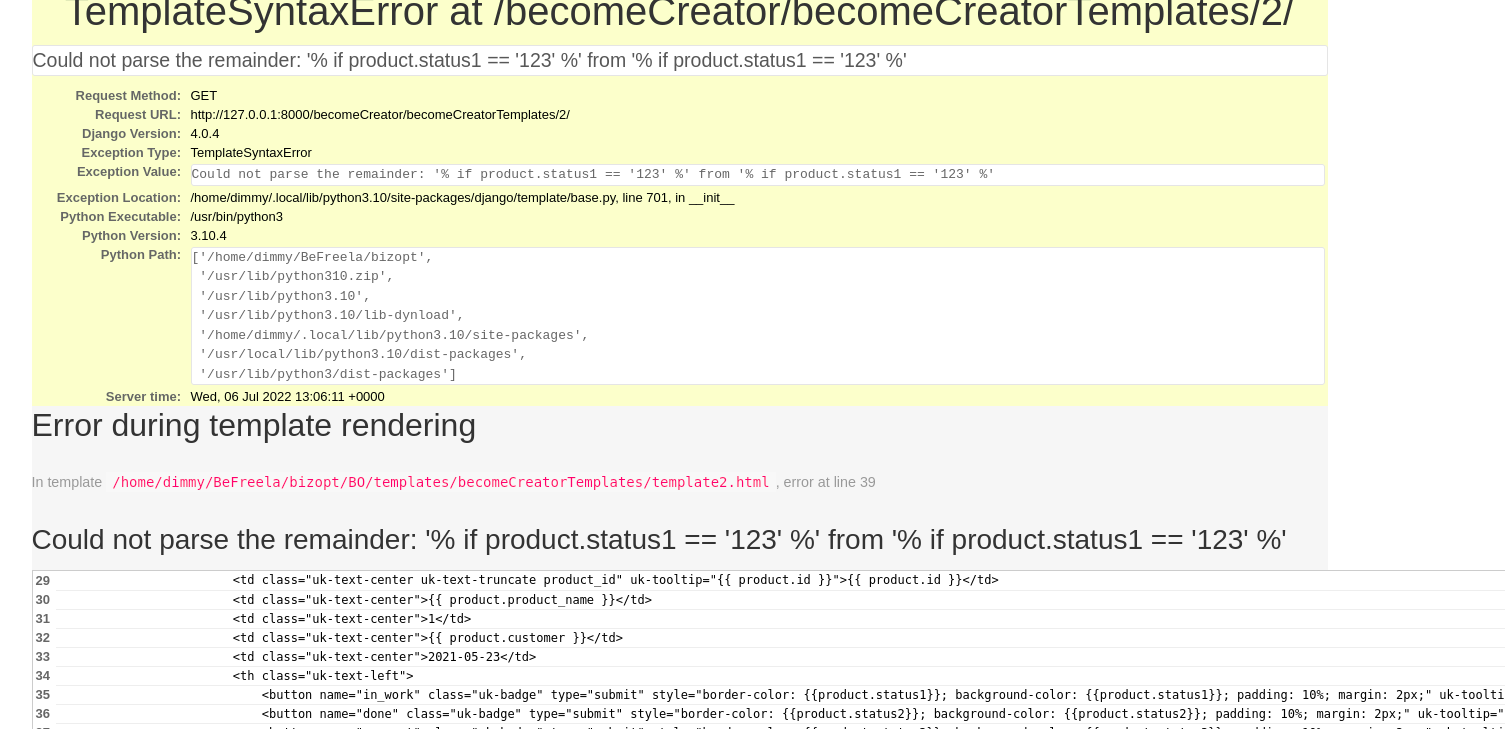 TemplateSyntaxError at /becomeCreator/becomeCreatorTemplates/2/
Could not parse the remainder: '% if product.status1 == '123' %' from '% if product.status1 == '123' %'
Request Method: GET
Request URL: http://127.0.0.1:8000/becomeCreator/becomeCreatorTemplates/2/
Django Version: 4.0.4
Exception Type: TemplateSyntaxError
Exception Value: Could not parse the remainder: '% if product.status1 == '123' %' from '% if product.status1 == '123' %'
Exception Location: /home/dimmy/.local/lib/python3.10/site-packages/django/template/base.py, line 701, in __init__
Python Executable: /usr/bin/python3
Python Version: 3.10.4
Python Path: ['/home/dimmy/BeFreela/bizopt',
'/usr/lib/python310.zip',
'/usr/lib/python3.10',
'/usr/lib/python3.10/lib-dynload',
'/home/dimmy/.local/lib/python3.10/site-packages',
'/usr/local/lib/python3.10/dist-packages',
'/usr/lib/python3/dist-packages']
Server time: Wed, 06 Jul 2022 13:06:11 +0000
Error during template rendering
In template /home/dimmy/BeFreela/bizopt/BO/templates/becomeCreatorTemplates/template2.html , error at line 39
Could not parse the remainder: '% if product.status1 == '123' %' from '% if product.status1 == '123' %'
29 <td class="uk-text-center uk-text-truncate product_id" uk-tooltip="{{ product.id }}">{{ product.id }}</td>
30 <td class="uk-text-center">{{ product.product_name }}</td>
31 <td class="uk-text-center">1</td>
32 <td class="uk-text-center">{{ product.customer }}</td>
33 <td class="uk-text-center">2021-05-23</td>
34 <th class="uk-text-left">
35 <button name="in_work" class="uk-badge" type="submit" style="border-color: {{product.status1}}; background-color: {{product.status1}}; padding: 10%; margin: 2px;" uk-toolti
36 <button name="done" class="uk-badge" type="submit" style="border-color: {{product.status2}}; background-color: {{product.status2}}; padding: 10%; margin: 2px;" uk-tooltip="